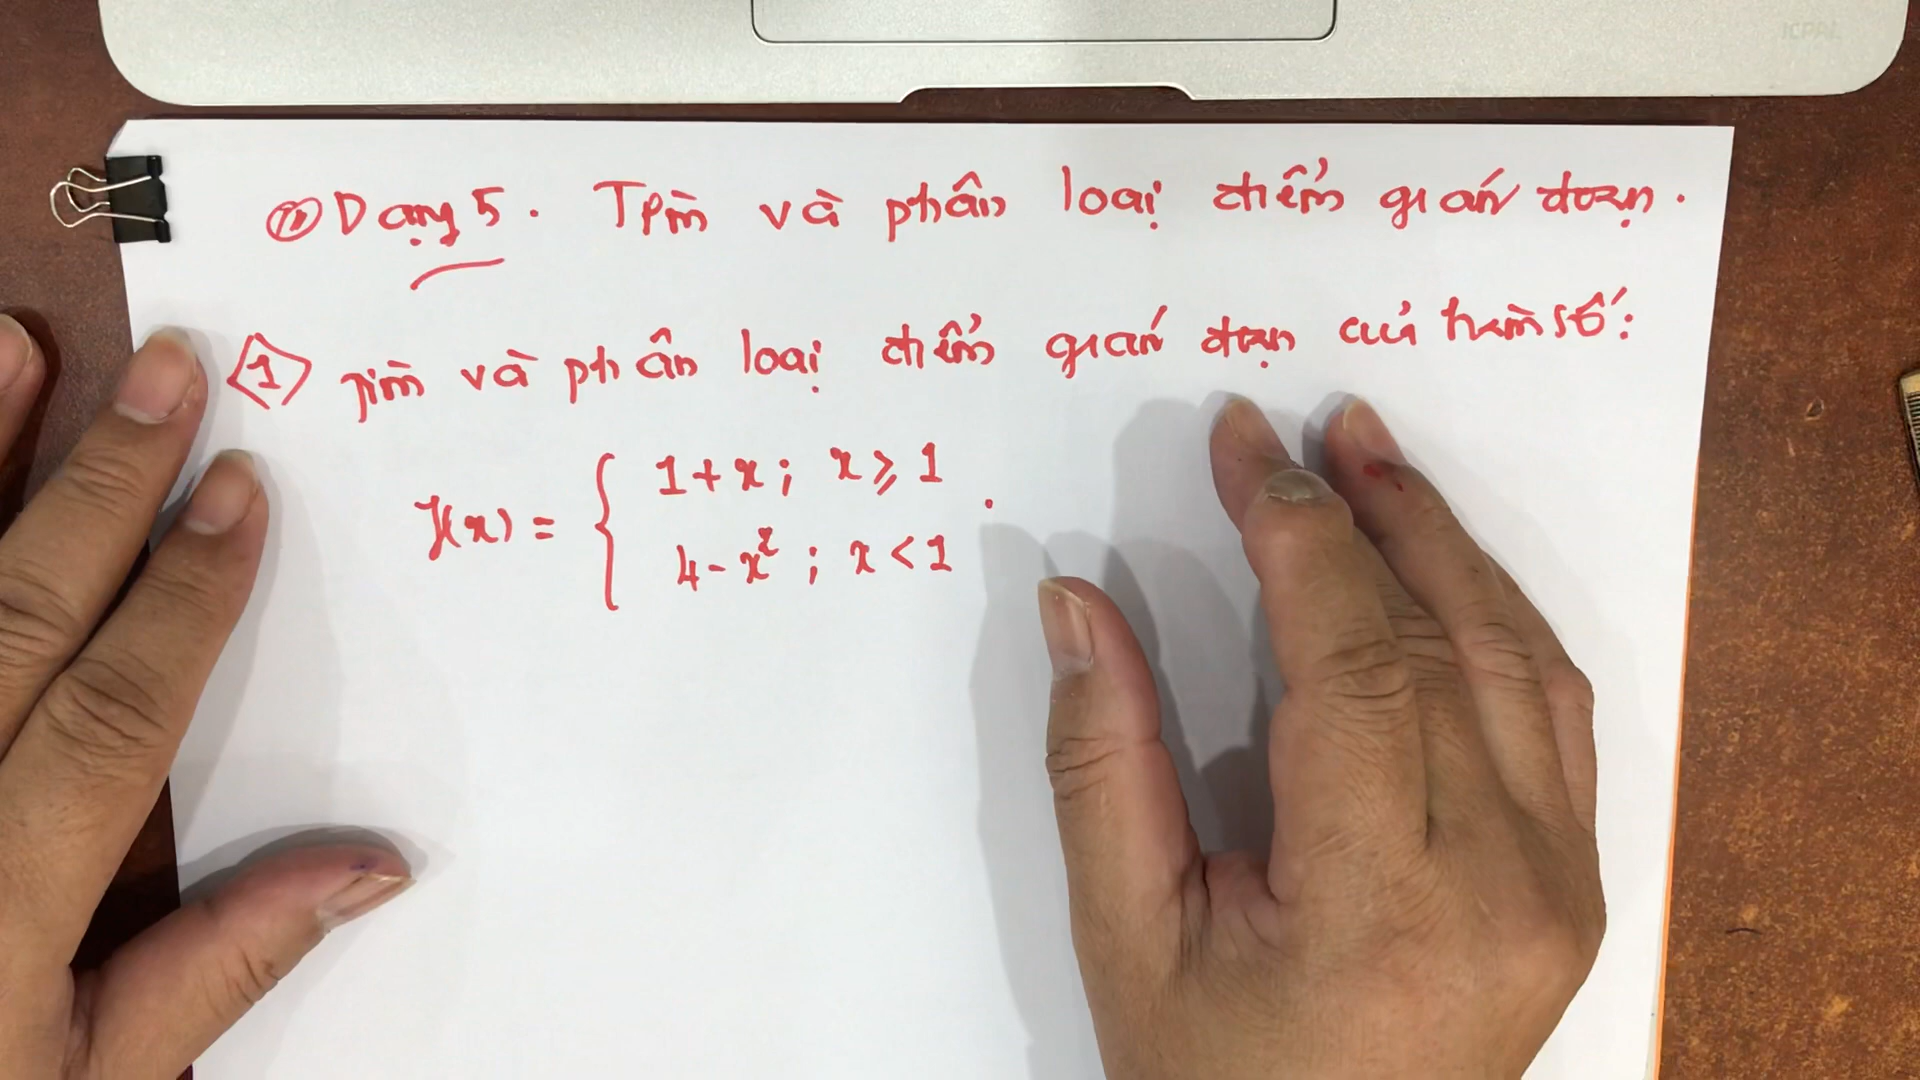 Dạng 5. Tìm và phân loại điểm gián đoạn.
1 Tìm và phân loại điểm gián đoạn của hàm số:
f(x) = { 1+x ; x ⩾ 1
4-x² ; x < 1 .